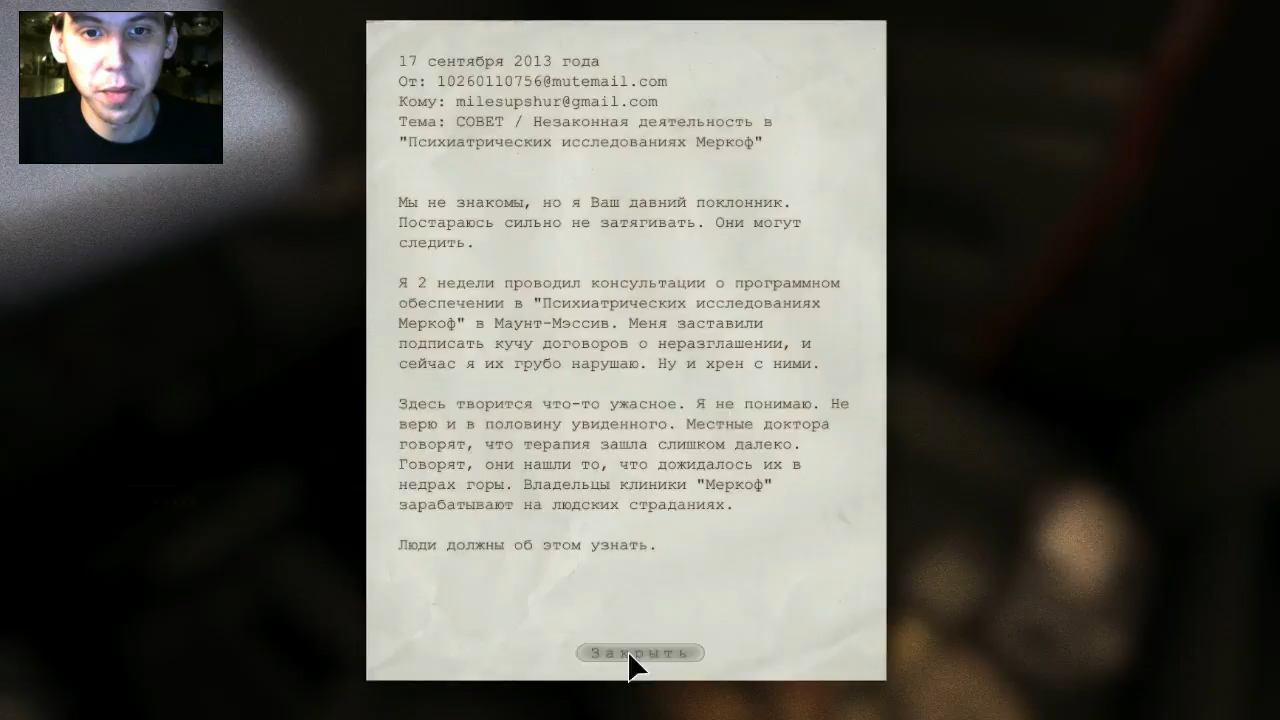 17 сентября 2013 года
От: 10260110756@mutemail.com
Кому: milesupshur@gmail.com
Тема: СОВЕТ / Незаконная деятельность в
"Психиатрических исследованиях Меркоф"
Мы не знакомы, но я Ваш давний поклонник.
Постараюсь сильно не затягивать. Они могут
следить.
Я 2 недели проводил консультации о программном
обеспечении в "Психиатрических исследованиях
Меркоф" в Маунт-Мэссив. Меня заставили
подписать кучу договоров о неразглашении, и
сейчас я их грубо нарушаю. Ну и хрен с ними.
Здесь творится что-то ужасное. Я не понимаю. Не
верю и в половину увиденного. Местные доктора
говорят, что терапия зашла слишком далеко.
Говорят, они нашли то, что дожидалось их в
недрах горы. Владельцы клиники "Меркоф"
зарабатывают на людских страданиях.
Люди должны об этом узнать.
Закрыть